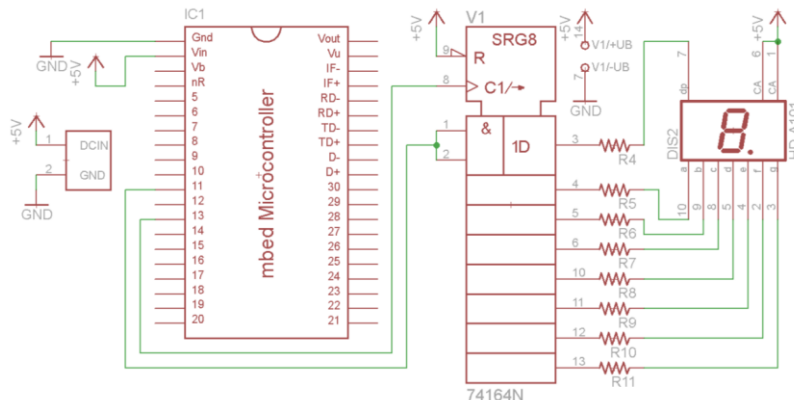 IC1
Gnd
Vin
Vb
nR
5
6
7
8
9
10
11
12
13
14
15
16
17
18
19
20
Vout
Vu
IF-
IF+
RD-
RD+
TD-
TD+
D-
D+
30
29
28
27
26
25
24
23
22
21
mbed Microcontroller
GND
+5V
+5V
1
2
DCIN
GND
GND
+5V
V1
SRG8
R
C1/→
&
1D
9
8
1
2
3
4
5
6
10
11
12
13
74164N
+5V
14
V1/+UB
V1/-UB
7
GND
R4
R5
R6
R7
R8
R9
R10
R11
+5V
7
6
1
dp
CA
CA
DIS2
8.
a
b
c
d
e
f
g
10
9
8
5
4
2
3